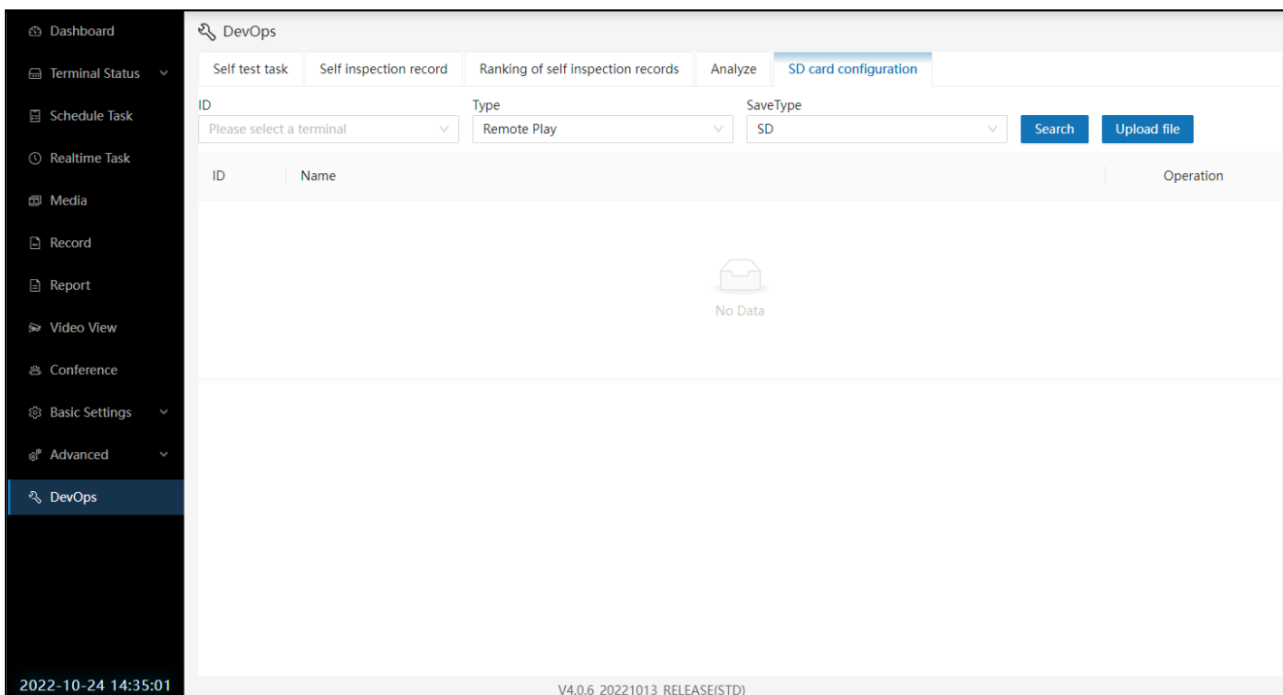 Dashboard
Terminal Status
Schedule Task
Realtime Task
Media
Record
Report
Video View
Conference
Basic Settings
Advanced
DevOps
2022-10-24 14:35:01
DevOps
Self test task Self inspection record Ranking of self inspection records Analyze SD card configuration
ID Type SaveType
Please select a terminal Remote Play SD Search Upload file
ID Name Operation
No Data
V4.0.6_20221013_RELEASE(STD)